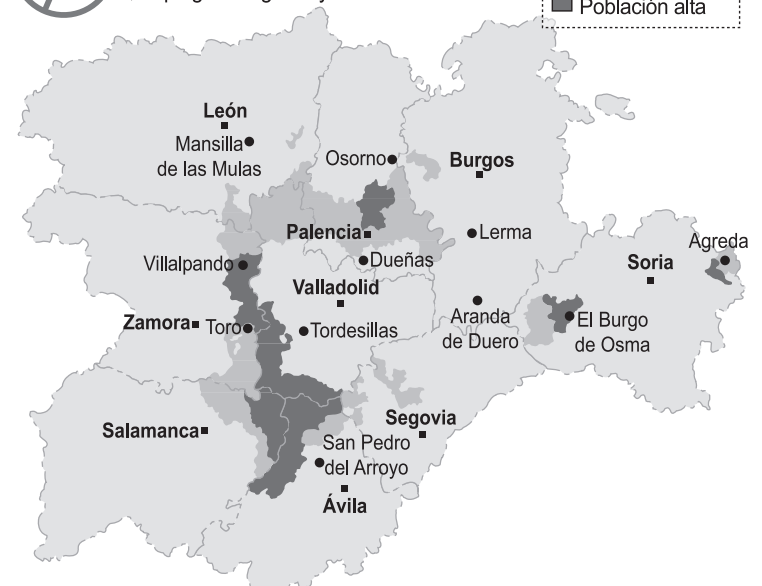 Población alta
León
Mansilla
de las Mulas
Osorno
Burgos
Palencia
Lerma
Dueñas
Villalpando
Valladolid
Agreda
Soria
Zamora
Toro
Tordesillas
Aranda
de Duero
El Burgo
de Osma
Salamanca
Segovia
San Pedro
del Arroyo
Ávila